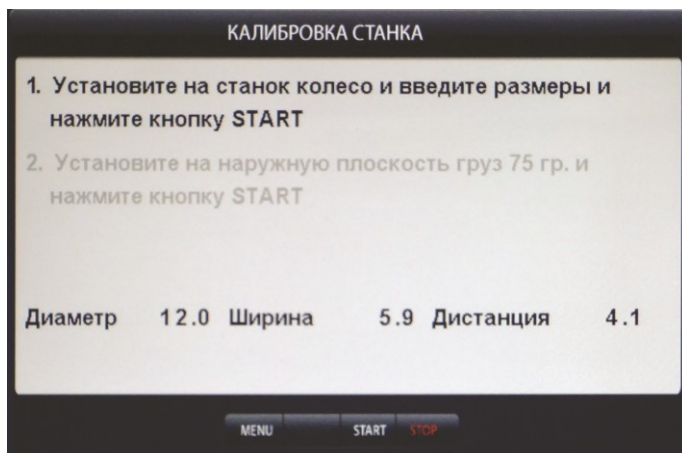 КАЛИБРОВКА СТАНКА
1. Установите на станок колесо и введите размеры и
нажмите кнопку START
2. Установите на наружную плоскость груз 75 гр. и
нажмите кнопку START
Диаметр 12.0 Ширина 5.9 Дистанция 4.1
MENU START STOP